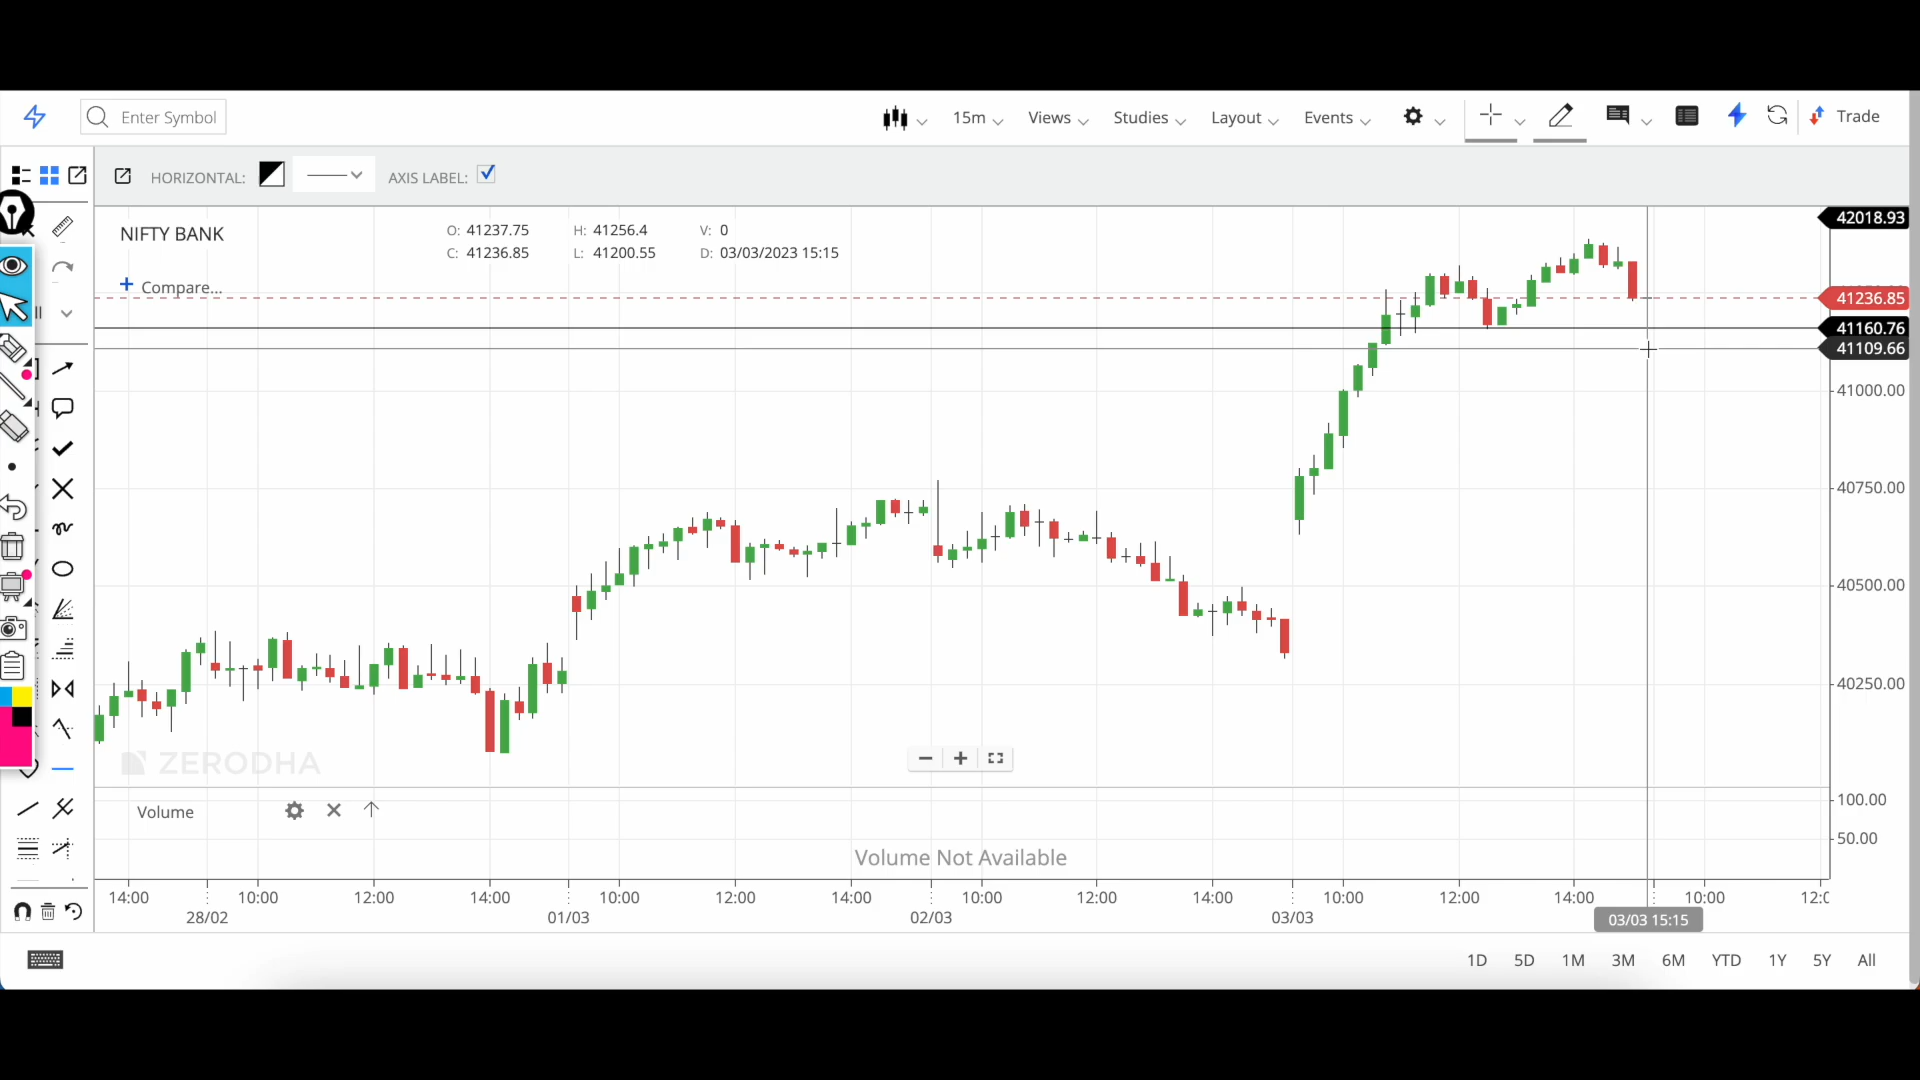 Enter Symbol
15m
Views
Studies
Layout
Events
Trade
HORIZONTAL:
AXIS LABEL:
NIFTY BANK
O: 41237.75 H: 41256.4 V: 0
C: 41236.85 L: 41200.55 D: 03/03/2023 15:15
+ Compare...
42018.93
41236.85
41160.76
41109.66
41000.00
40750.00
40500.00
40250.00
ZERODHA
Volume
100.00
50.00
Volume Not Available
14:00 10:00 12:00 14:00 10:00 12:00 14:00 10:00 12:00 14:00 10:00 12:00 14:00 10:00
28/02 01/03 02/03 03/03 03/03 15:15
1D 5D 1M 3M 6M YTD 1Y 5Y All